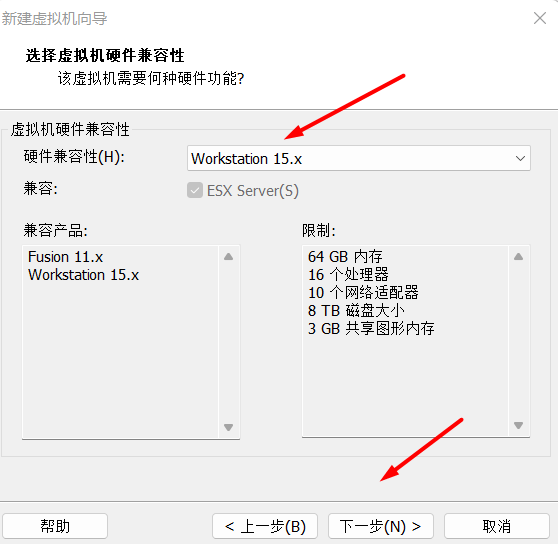 新建虚拟机向导
选择虚拟机硬件兼容性
该虚拟机需要何种硬件功能?
虚拟机硬件兼容性
硬件兼容性(H):
Workstation 15.x
兼容:
ESX Server(S)
兼容产品:
Fusion 11.x
Workstation 15.x
限制:
64 GB 内存
16 个处理器
10 个网络适配器
8 TB 磁盘大小
3 GB 共享图形内存
帮助
< 上一步(B)
下一步(N) >
取消